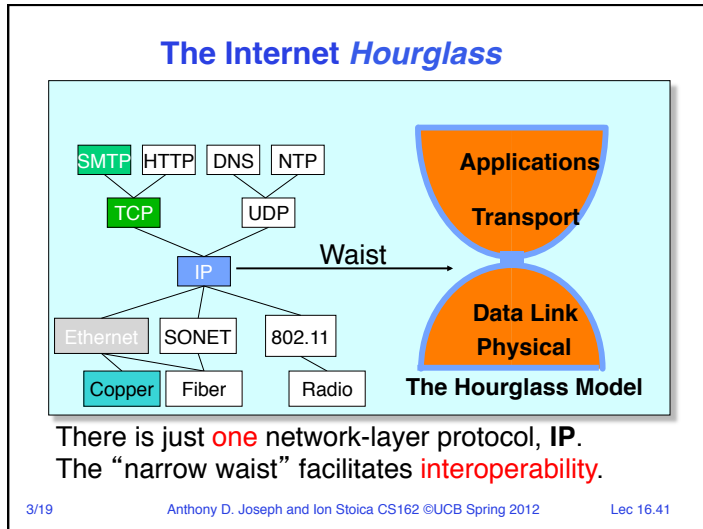 The Internet Hourglass
SMTP HTTP DNS NTP
TCP UDP
IP
Waist
Ethernet SONET 802.11
Copper Fiber Radio
Applications
Transport
Data Link
Physical
The Hourglass Model
There is just one network-layer protocol, IP.
The “narrow waist” facilitates interoperability.
3/19 Anthony D. Joseph and Ion Stoica CS162 ©UCB Spring 2012 Lec 16.41